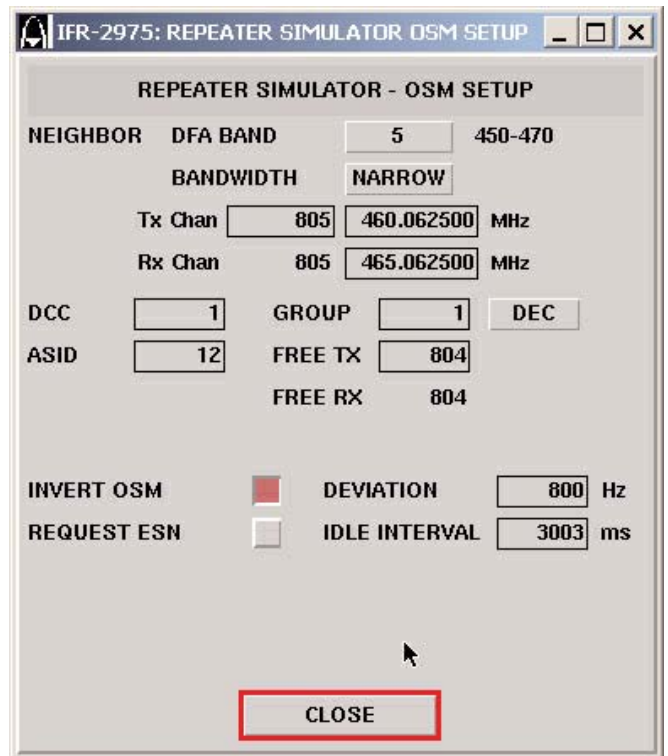 IFR-2975: REPEATER SIMULATOR OSM SETUP
REPEATER SIMULATOR - OSM SETUP
NEIGHBOR DFA BAND 5 450-470
BANDWIDTH NARROW
Tx Chan 805 460.062500 MHz
Rx Chan 805 465.062500 MHz
DCC 1 GROUP 1 DEC
ASID 12 FREE TX 804
FREE RX 804
INVERT OSM DEVIATION 800 Hz
REQUEST ESN IDLE INTERVAL 3003 ms
CLOSE